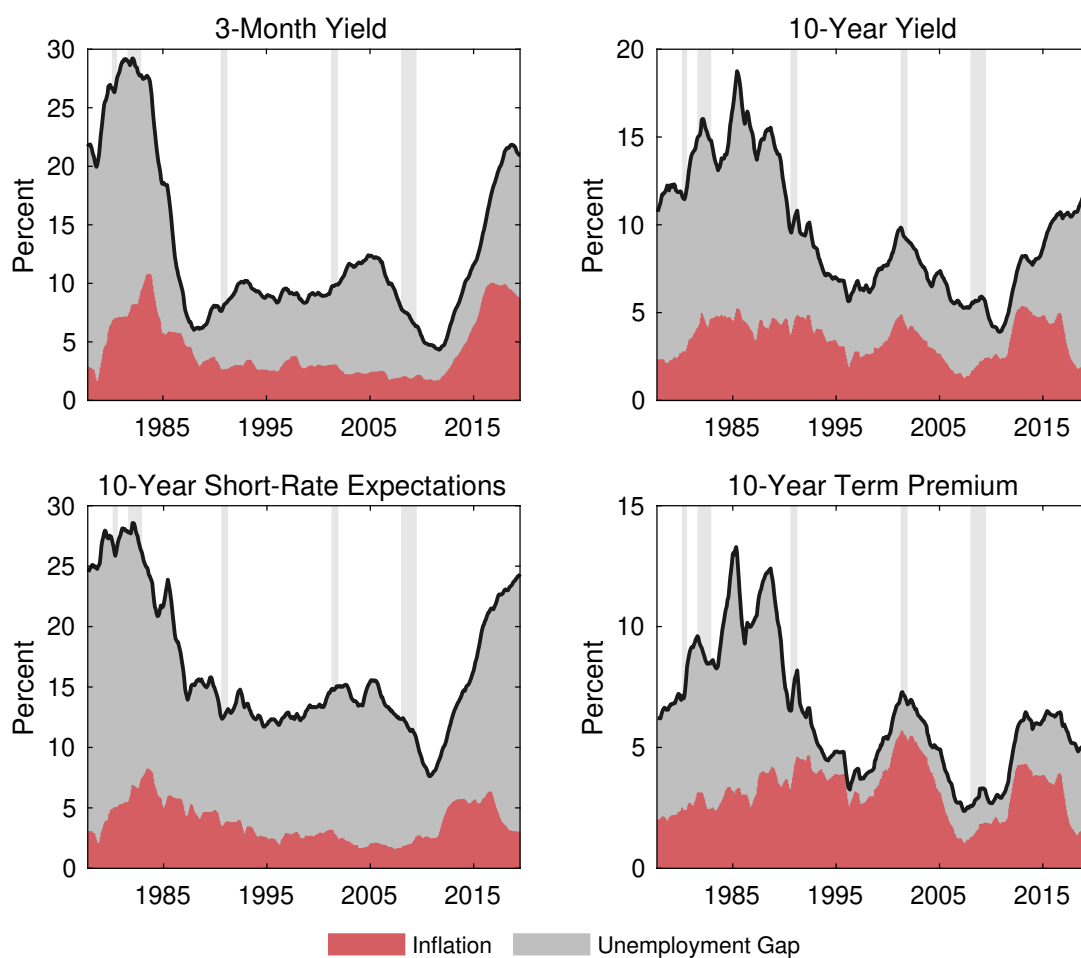 3-Month Yield
Percent
30
25
20
15
10
5
0
1985 1995 2005 2015
10-Year Yield
Percent
20
15
10
5
0
1985 1995 2005 2015
10-Year Short-Rate Expectations
Percent
30
25
20
15
10
5
0
1985 1995 2005 2015
10-Year Term Premium
Percent
15
10
5
0
1985 1995 2005 2015
Inflation Unemployment Gap